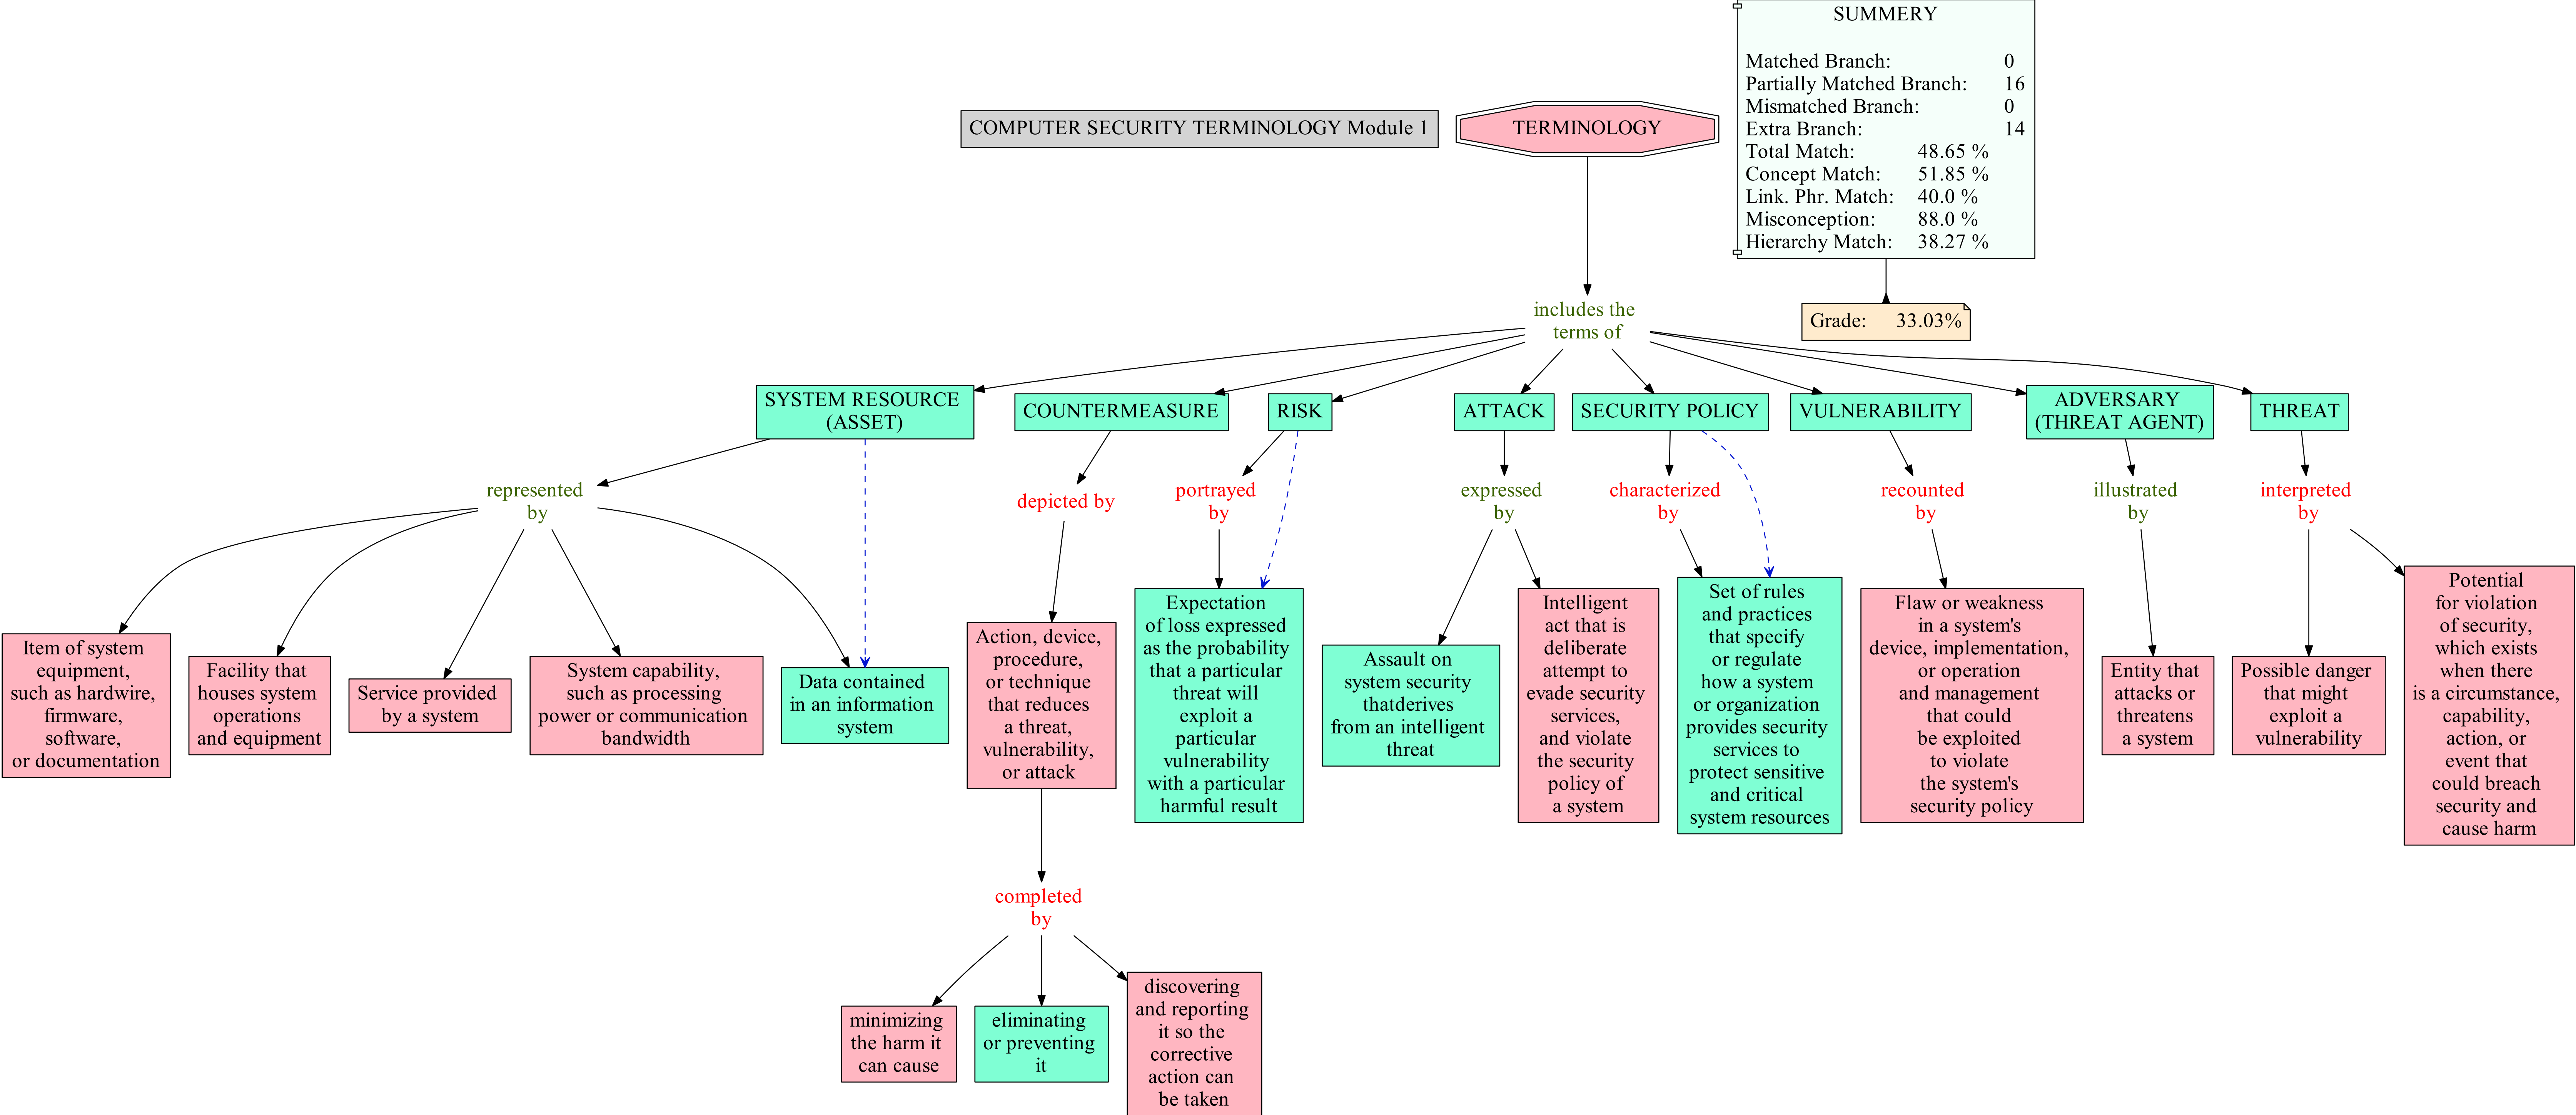 SUMMERY
Matched Branch: 0
Partially Matched Branch: 16
Mismatched Branch: 0
Extra Branch: 14
Total Match: 48.65 %
Concept Match: 51.85 %
Link. Phr. Match: 40.0 %
Misconception: 88.0 %
Hierarchy Match: 38.27 %
Grade: 33.03%
COMPUTER SECURITY TERMINOLOGY Module 1
TERMINOLOGY
includes the
terms of
SYSTEM RESOURCE
(ASSET)
COUNTERMEASURE
RISK
ATTACK
SECURITY POLICY
VULNERABILITY
ADVERSARY
(THREAT AGENT)
THREAT
represented
by
depicted by
portrayed
by
expressed
by
characterized
by
recounted
by
illustrated
by
interpreted
by
Item of system
equipment,
such as hardwire,
firmware,
software,
or documentation
Facility that
houses system
operations
and equipment
Service provided
by a system
System capability,
such as processing
power or communication
bandwidth
Data contained
in an information
system
Action, device,
procedure,
or technique
that reduces
a threat,
vulnerability,
or attack
Expectation
of loss expressed
as the probability
that a particular
threat will
exploit a
particular
vulnerability
with a particular
harmful result
Assault on
system security
thatderives
from an intelligent
threat
Intelligent
act that is
deliberate
attempt to
evade security
services,
and violate
the security
policy of
a system
Set of rules
and practices
that specify
or regulate
how a system
or organization
provides security
services to
protect sensitive
and critical
system resources
Flaw or weakness
in a system's
device, implementation,
or operation
and management
that could
be exploited
to violate
the system's
security policy
Entity that
attacks or
threatens
a system
Possible danger
that might
exploit a
vulnerability
Potential
for violation
of security,
which exists
when there
is a circumstance,
capability,
action, or
event that
could breach
security and
cause harm
completed
by
minimizing
the harm it
can cause
eliminating
or preventing
it
discovering
and reporting
it so the
corrective
action can
be taken